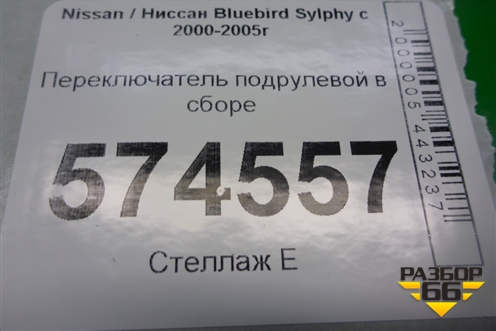 Nissan / Ниссан Bluebird Sylphy с
2000-2005г
Переключатель подрулевой в
сборе
574557
Стеллаж Е
2000005443237
РАЗБОР
66